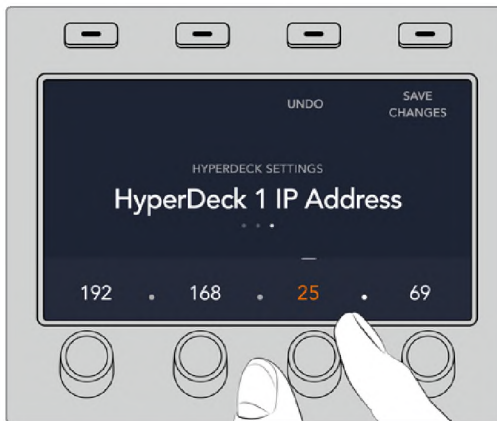 UNDO
SAVE
CHANGES
HYPERDECK SETTINGS
HyperDeck 1 IP Address
192 . 168 . 25 . 69